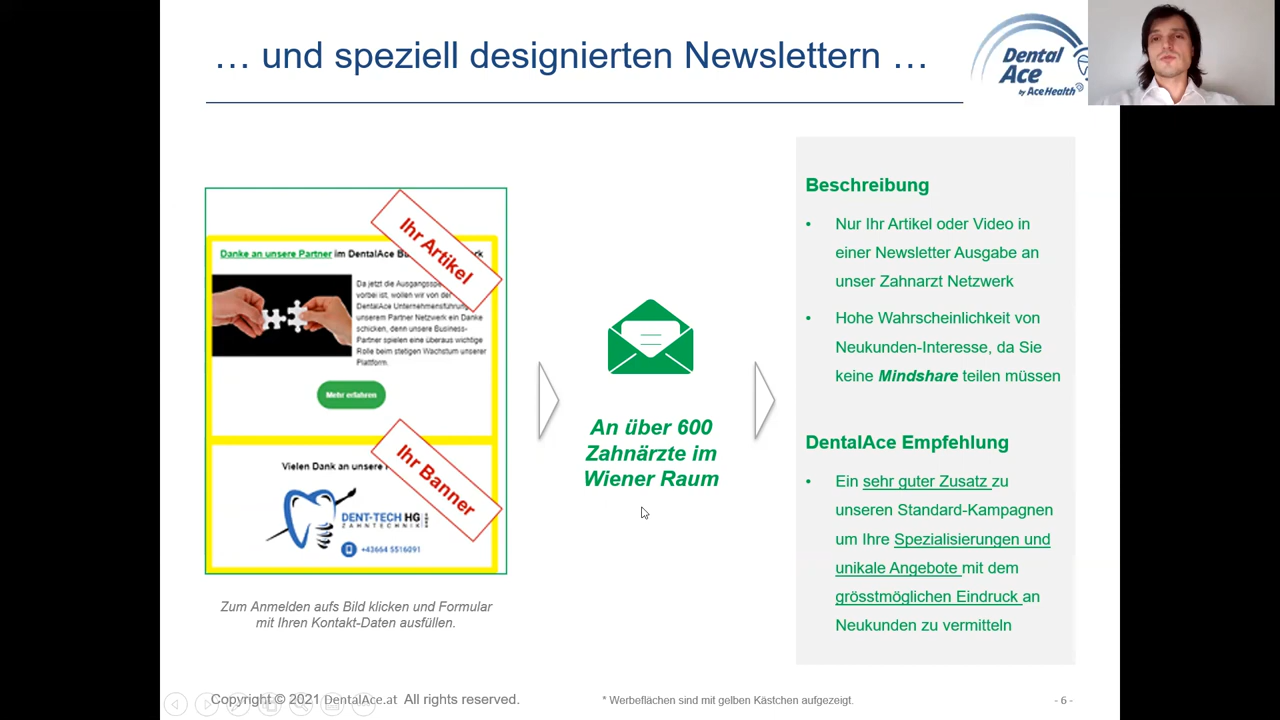 … und speziell designierten Newslettern …
Dental
Ace
by AceHealth
Ihr Artikel
Danke an unsere Partner im DentalAce
Da jetzt die
vorbei ist, wollen wir von der
DentalAce Unternehmensführung
unserem Partner Netzwerk ein Danke
schicken, denn unsere Business-
Partner spielen eine überaus wichtige
Rolle beim stetigen Wachstum unserer
Plattform.
Mehr erfahren
Ihr Banner
Vielen Dank an unsere
DENT-TECH HG
ZAHNTECHNIK
+43664 5516091
Zum Anmelden aufs Bild klicken und Formular
mit Ihren Kontakt-Daten ausfüllen.
An über 600
Zahnärzte im
Wiener Raum
Beschreibung
• Nur Ihr Artikel oder Video in
einer Newsletter Ausgabe an
unser Zahnarzt Netzwerk
• Hohe Wahrscheinlichkeit von
Neukunden-Interesse, da Sie
keine Mindshare teilen müssen
DentalAce Empfehlung
• Ein sehr guter Zusatz zu
unseren Standard-Kampagnen
um Ihre Spezialisierungen und
unikale Angebote mit dem
grösstmöglichen Eindruck an
Neukunden zu vermitteln
Copyright © 2021 DentalAce.at All rights reserved.
* Werbeflächen sind mit gelben Kästchen aufgezeigt.
- 6 -